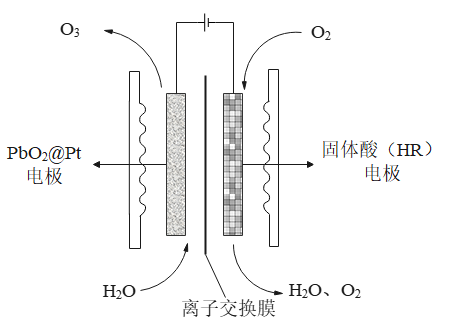 O₃
O₂
PbO₂@Pt
电极
固体酸（HR）
电极
H₂O
H₂O、O₂
离子交换膜